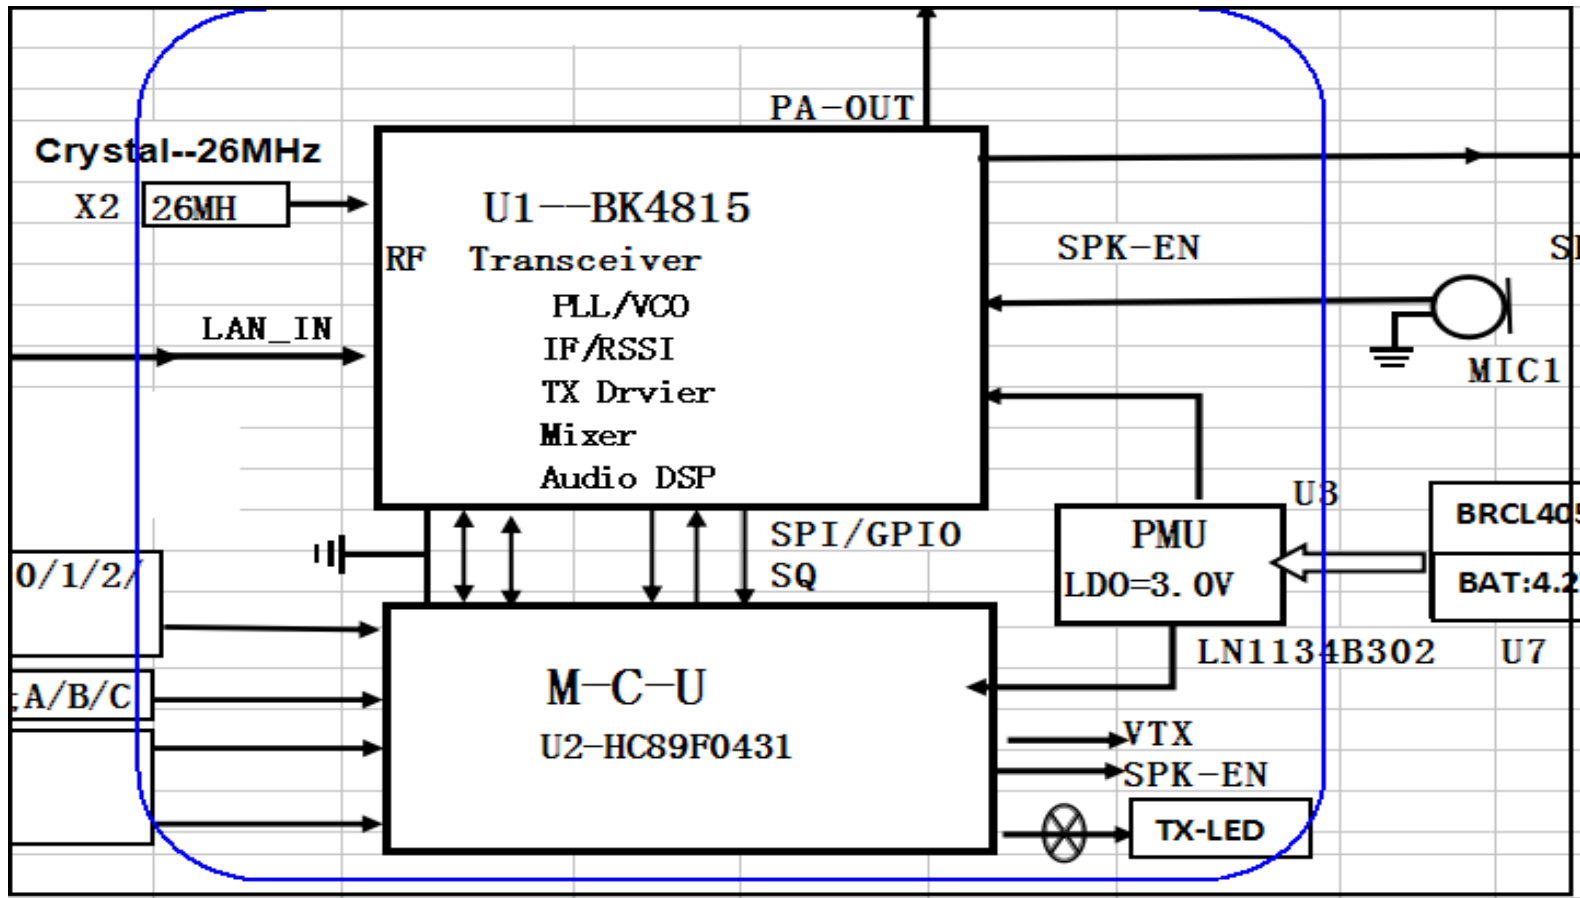 PA-OUT
Crystal--26MHz
X2
26MH
U1--BK4815
RF Transceiver
PLL/VCO
IF/RSSI
TX Drvier
Mixer
Audio DSP
SPK-EN
LAN_IN
MIC1
SPI/GPIO
SQ
U3
PMU
LDO=3.0V
BRCL405
BAT:4.2
LN1134B302
U7
0/1/2/
:A/B/C
M-C-U
U2-HC89F0431
VTX
SPK-EN
TX-LED